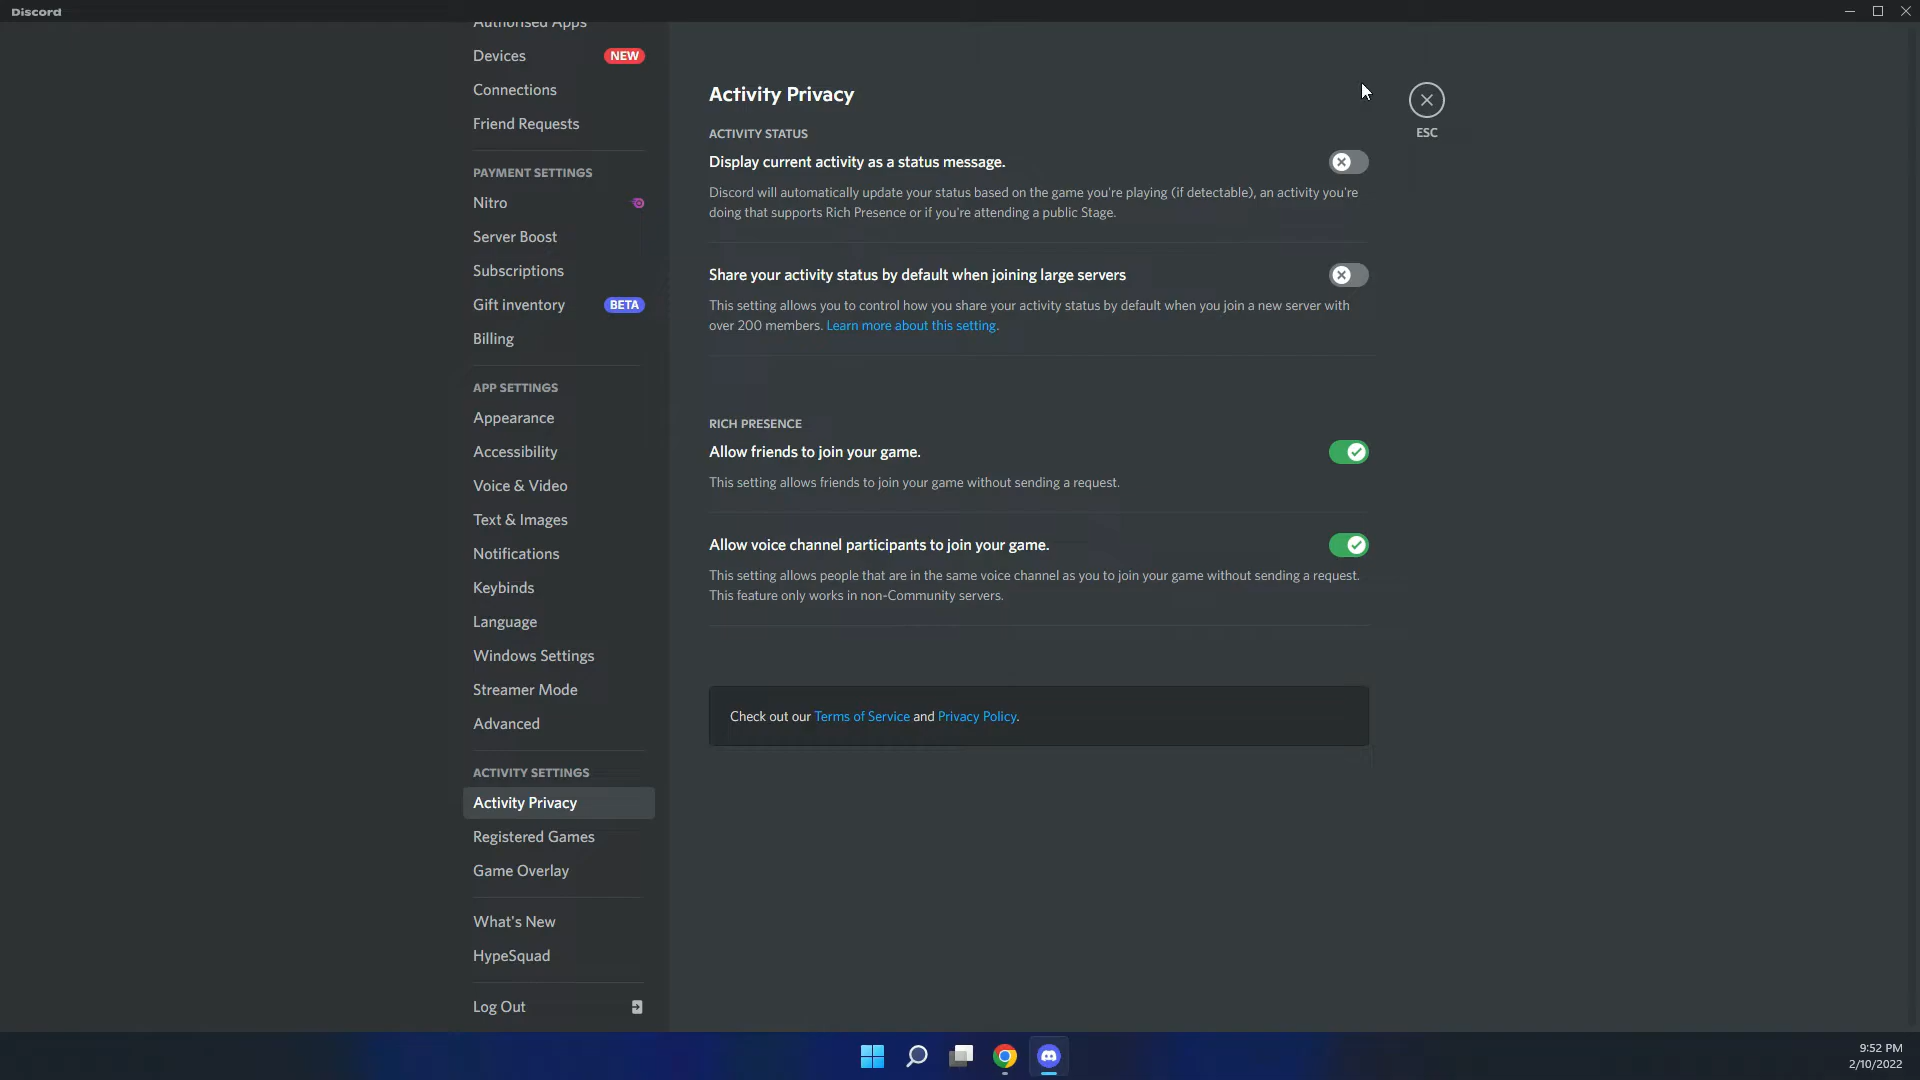 Discord
Authorised Apps
Devices NEW
Connections
Friend Requests
PAYMENT SETTINGS
Nitro
Server Boost
Subscriptions
Gift inventory BETA
Billing
APP SETTINGS
Appearance
Accessibility
Voice & Video
Text & Images
Notifications
Keybinds
Language
Windows Settings
Streamer Mode
Advanced
ACTIVITY SETTINGS
Activity Privacy
Registered Games
Game Overlay
What's New
HypeSquad
Log Out
Activity Privacy
ACTIVITY STATUS
Display current activity as a status message.
Discord will automatically update your status based on the game you're playing (if detectable), an activity you're
doing that supports Rich Presence or if you're attending a public Stage.
Share your activity status by default when joining large servers
This setting allows you to control how you share your activity status by default when you join a new server with
over 200 members. Learn more about this setting.
RICH PRESENCE
Allow friends to join your game.
This setting allows friends to join your game without sending a request.
Allow voice channel participants to join your game.
This setting allows people that are in the same voice channel as you to join your game without sending a request.
This feature only works in non-Community servers.
Check out our Terms of Service and Privacy Policy.
ESC
9:52 PM
2/10/2022